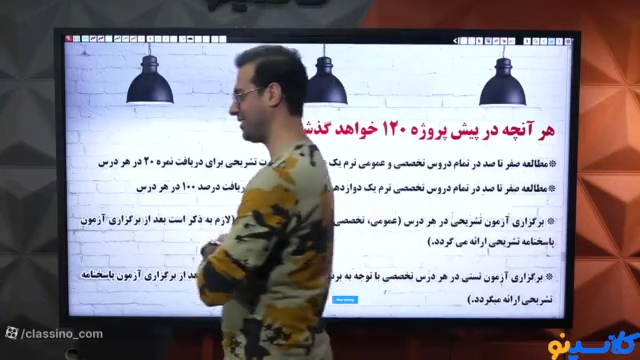 هر آنچه در پیش پروژه ۱۲۰ خواهد گذش
※مطالعه صفر تا صد در تمام دروس تخصصی و عمومی ترم یک تشریحی برای دریافت نمره ۲۰ در هر درس
※مطالعه صفر تا صد در تمام دروس تخصصی ترم یک دوازده ریافت درصد ۱۰۰ در هر درس
※ برگزاری آزمون تشریحی در هر درس (عمومی، تخصصی (لازم به ذکر است بعد از برگزاری آزمون
پاسخنامه تشریحی ارائه می گردد.)
※ برگزاری آزمون تستی در هر درس تخصصی با توجه به بعد از برگزاری آزمون پاسخنامه
تشریحی ارائه میگردد.)
/classino_com
کلاسینو